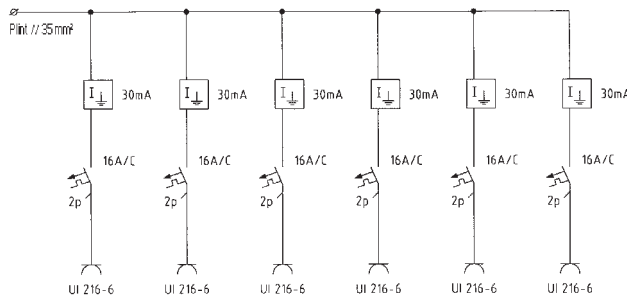 Plint // 35mm²
30mA 30mA 30mA 30mA 30mA 30mA
16A/C 16A/C 16A/C 16A/C 16A/C 16A/C
2p 2p 2p 2p 2p 2p
UI 216-6 UI 216-6 UI 216-6 UI 216-6 UI 216-6 UI 216-6